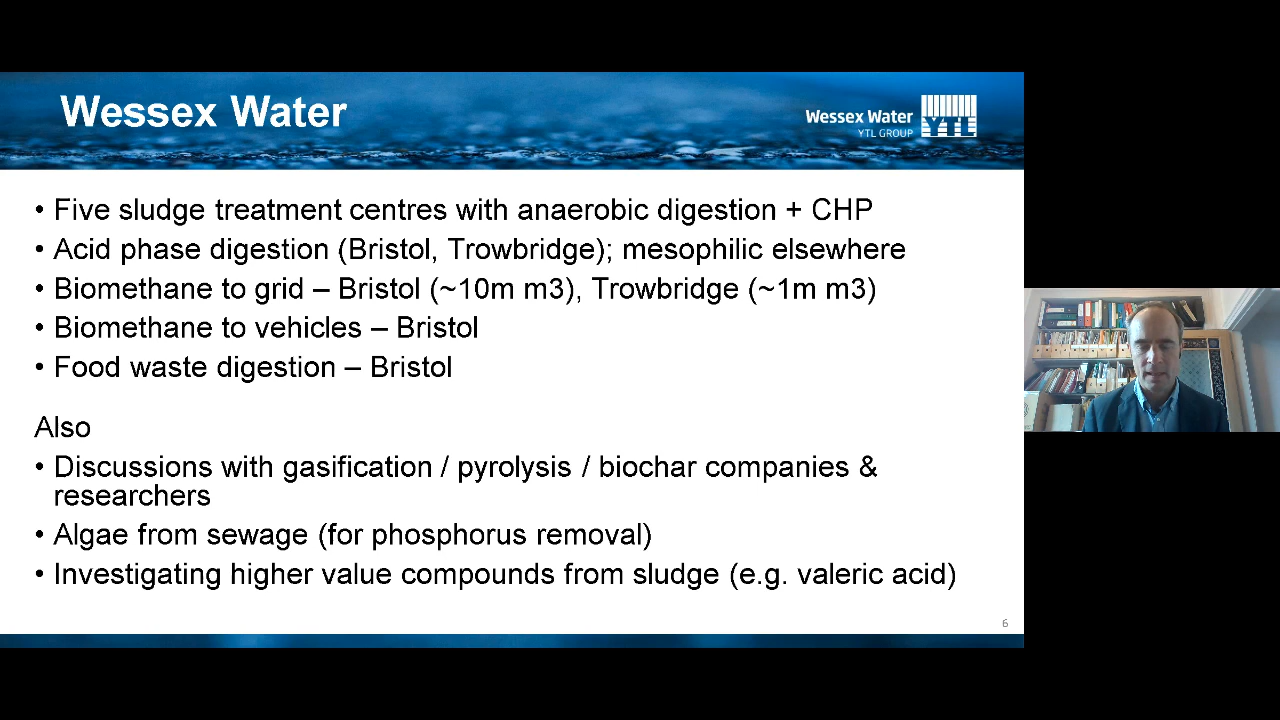 Wessex Water
Wessex Water
YTL GROUP
YTL
• Five sludge treatment centres with anaerobic digestion + CHP
• Acid phase digestion (Bristol, Trowbridge); mesophilic elsewhere
• Biomethane to grid – Bristol (~10m m3), Trowbridge (~1m m3)
• Biomethane to vehicles – Bristol
• Food waste digestion – Bristol
Also
• Discussions with gasification / pyrolysis / biochar companies &
researchers
• Algae from sewage (for phosphorus removal)
• Investigating higher value compounds from sludge (e.g. valeric acid)
6